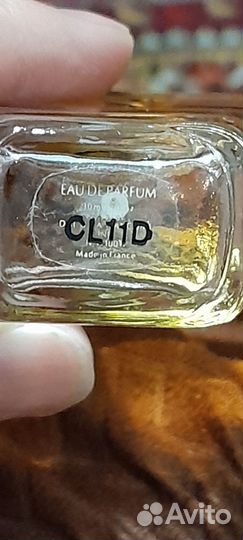 EAU DE PARFUM
CL11D
Made in France
Avito